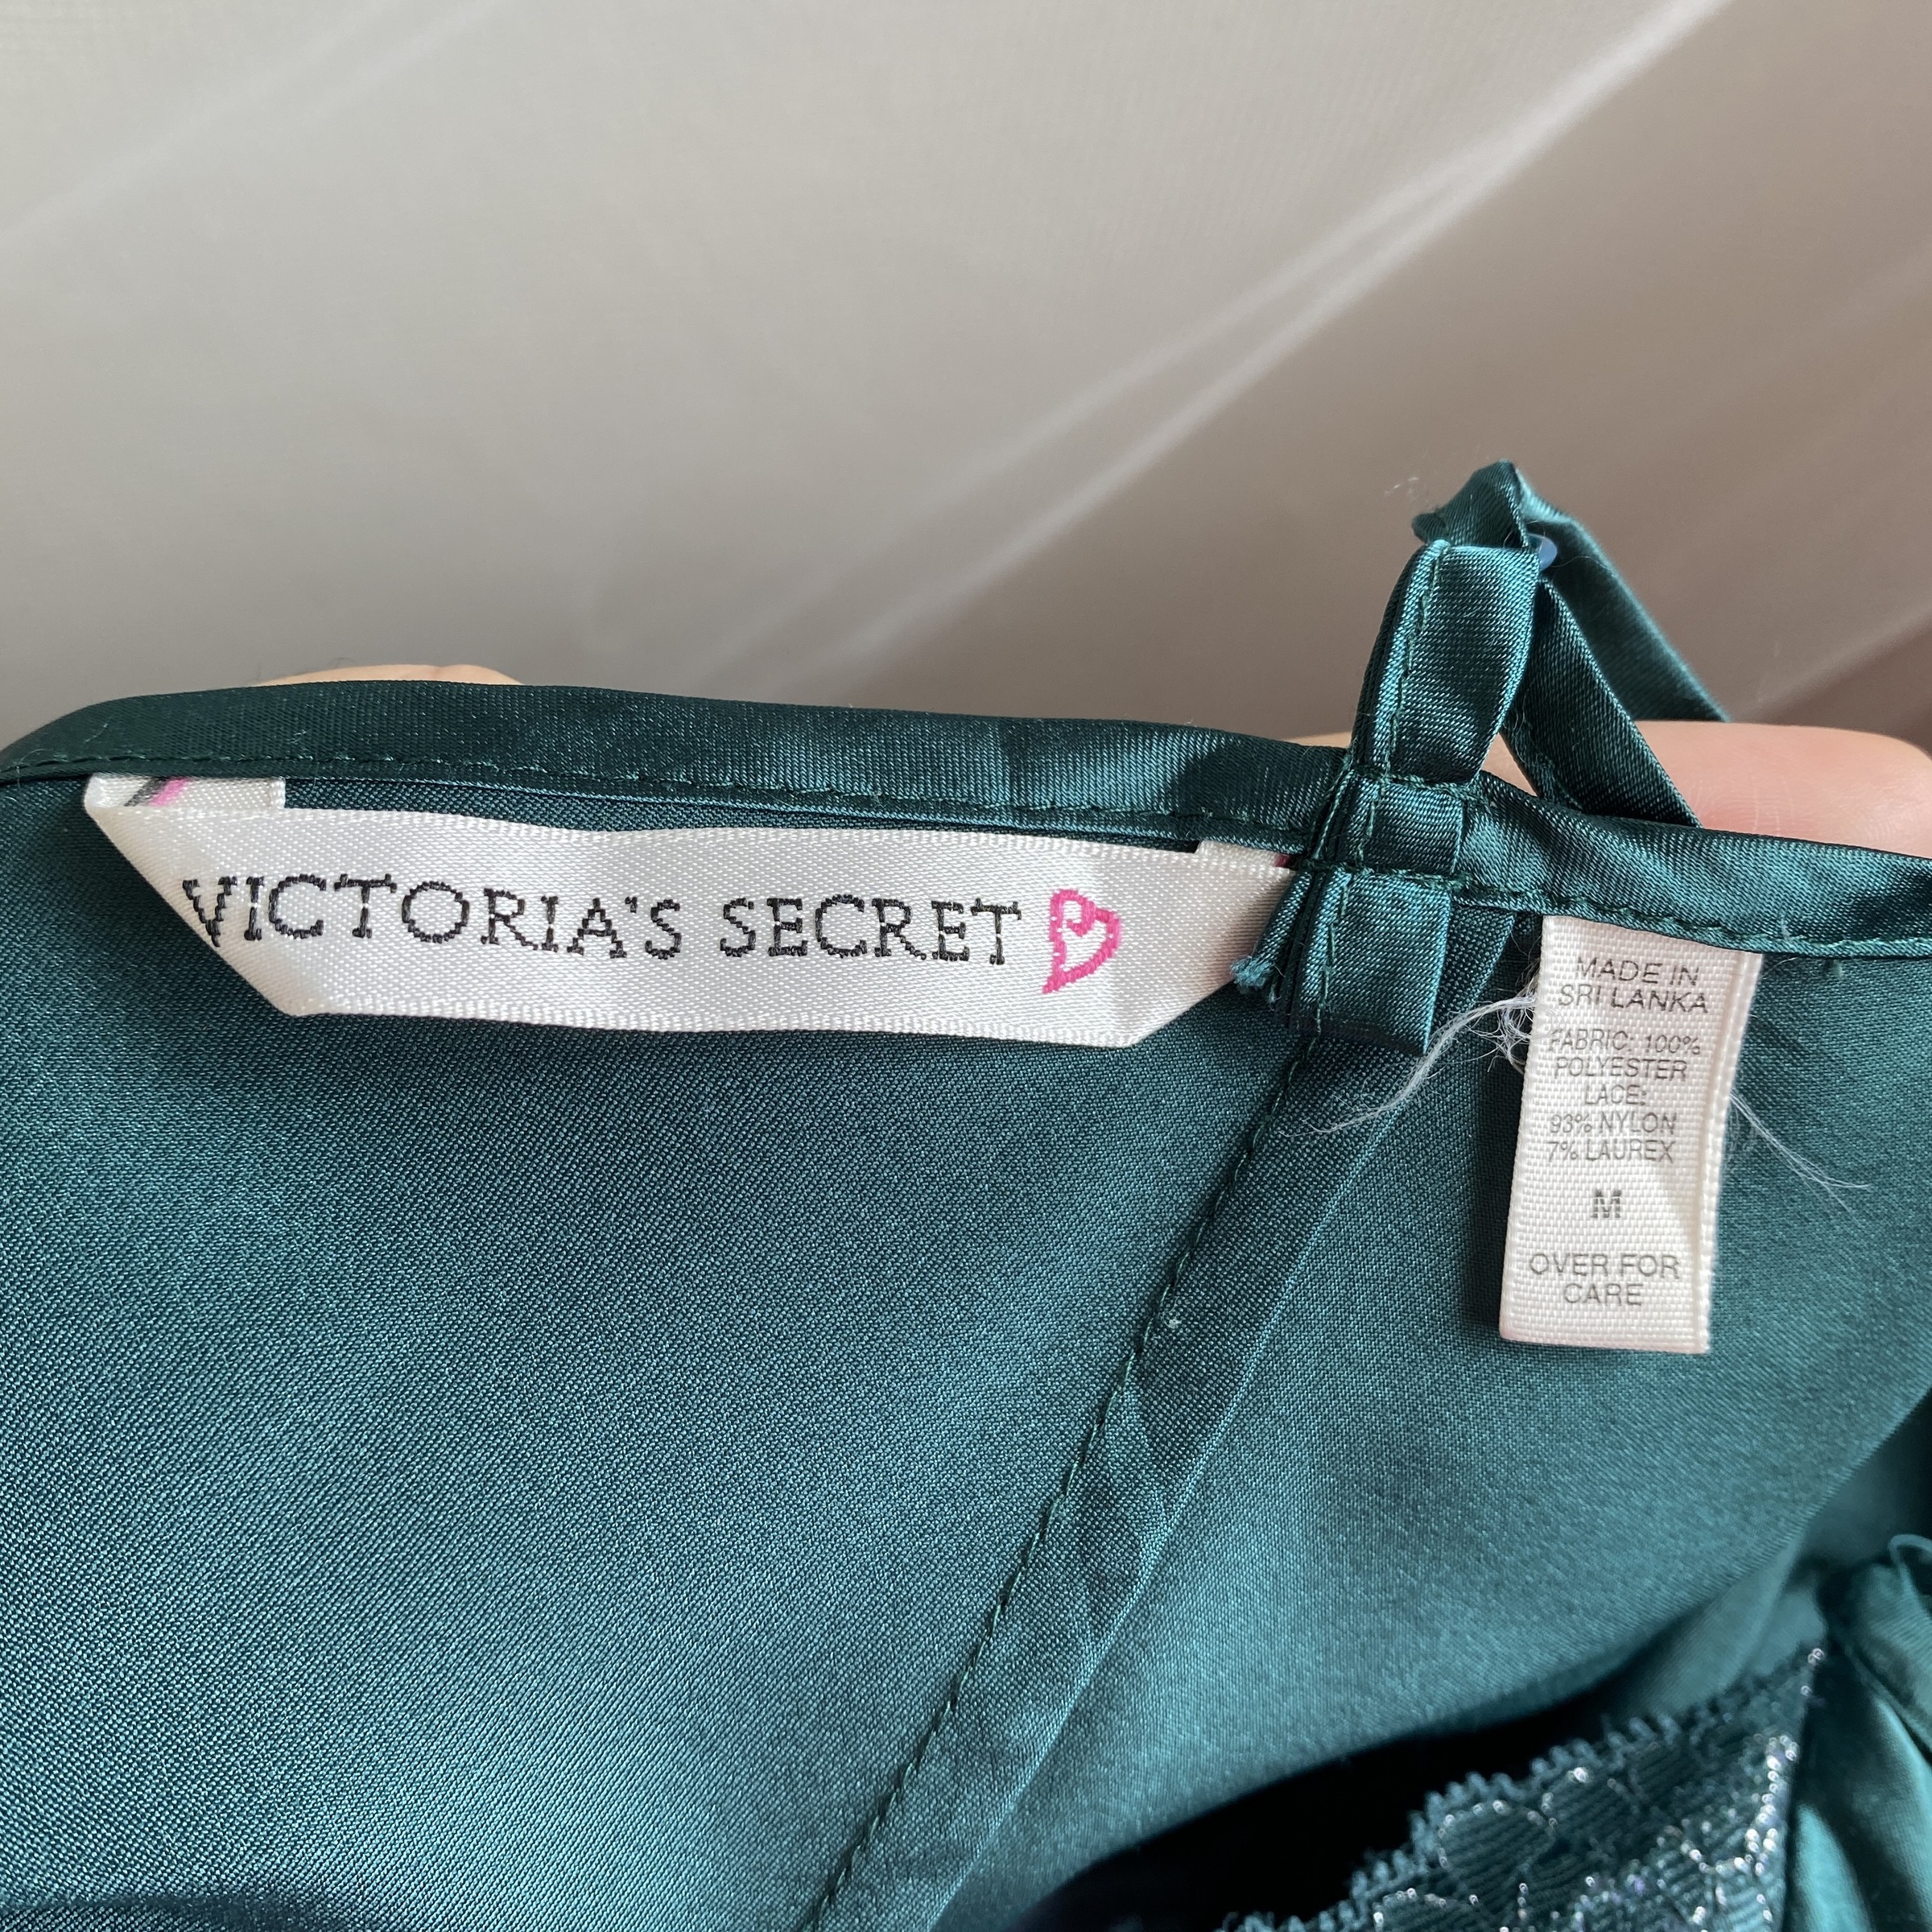 VICTORIA'S SECRET
MADE IN
SRI LANKA
FABRIC: 100%
POLYESTER
LACE:
93% NYLON
7% LAUREX
M
OVER FOR
CARE